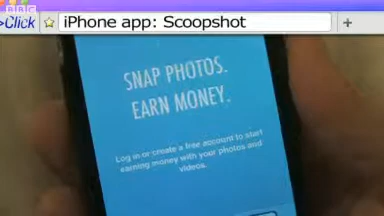 BBC
>Click
iPhone app: Scoopshot
+
SNAP PHOTOS.
EARN MONEY.
Log in or create a free account to start
earning money with your photos and
videos.